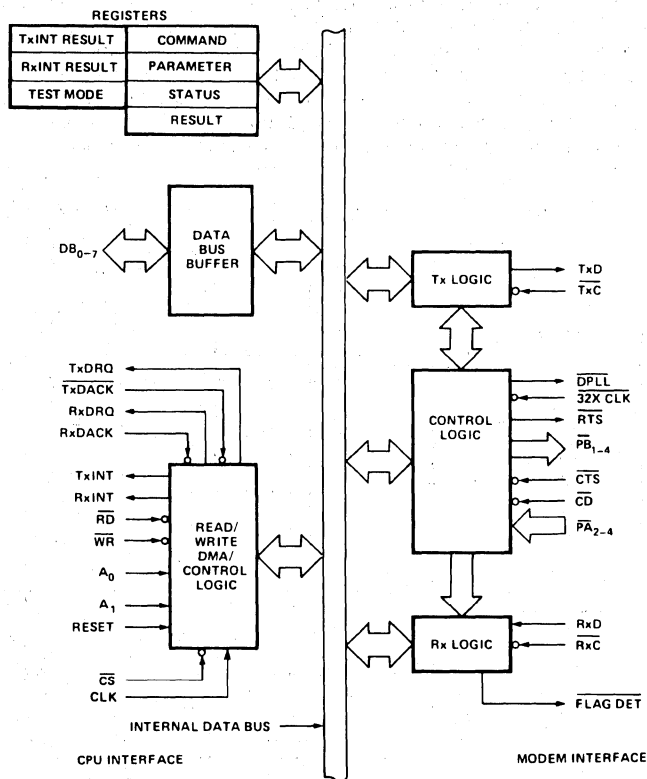 REGISTERS
TxINT RESULT COMMAND
RxINT RESULT PARAMETER
TEST MODE STATUS
RESULT
DB0–7
DATA
BUS
BUFFER
TxDRQ
TxDACK
RxDRQ
RxDACK
TxINT
RxINT
RD
WR
A0
A1
RESET
CS
CLK
READ/
WRITE
DMA/
CONTROL
LOGIC
INTERNAL DATA BUS
CPU INTERFACE
Tx LOGIC
TxD
TxC
CONTROL
LOGIC
DPLL
32X CLK
RTS
PB1–4
CTS
CD
PA2–4
Rx LOGIC
RxD
RxC
FLAG DET
MODEM INTERFACE